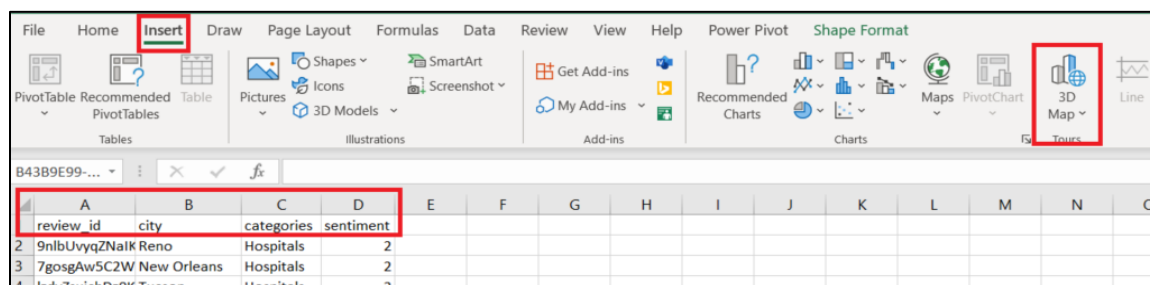 File Home Insert Draw Page Layout Formulas Data Review View Help Power Pivot Shape Format
PivotTable
Recommended
PivotTables
Table
Tables
Pictures
Shapes
Icons
3D Models
SmartArt
Screenshot
Illustrations
Get Add-ins
My Add-ins
Add-ins
Recommended
Charts
Maps
PivotChart
Charts
3D
Map
Tours
Line
B43B9E99-... fx
A B C D E F G H I J K L M N
review_id city categories sentiment
2 9nlbUvyqZNaIK Reno Hospitals 2
3 7gosgAw5C2W New Orleans Hospitals 2